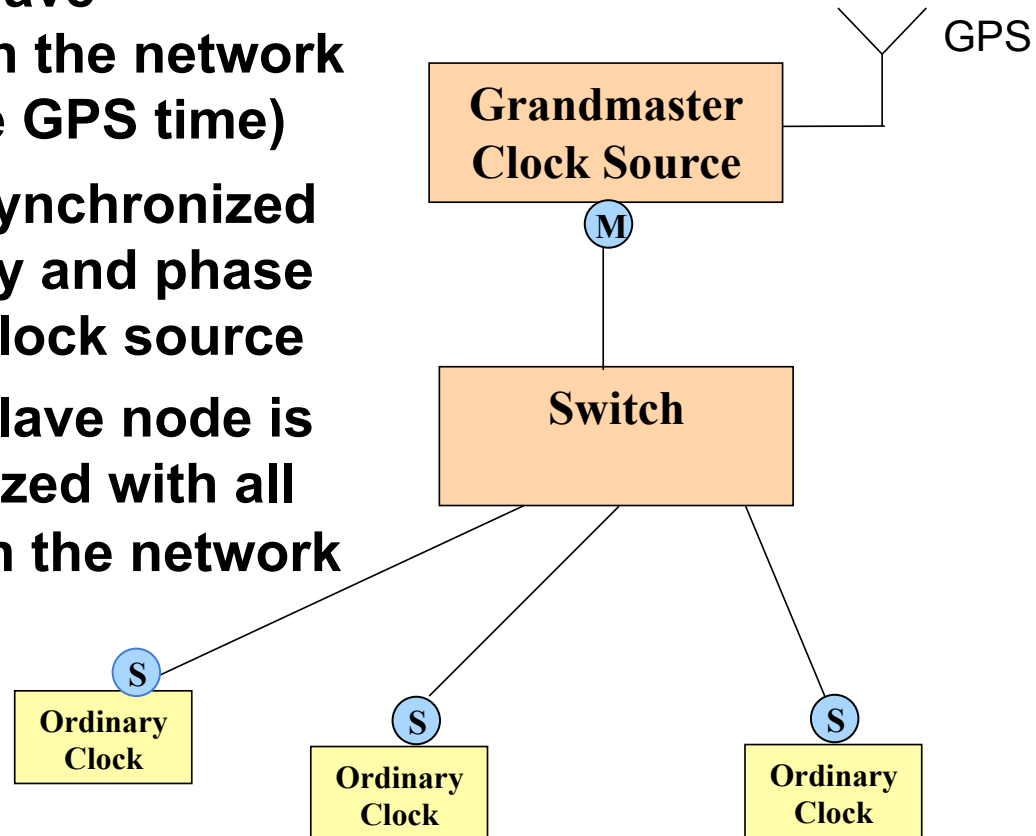 n the network
e GPS time)
ynchronized
y and phase
lock source
lave node is
zed with all
n the network
GPS
Grandmaster
Clock Source
M
Switch
S
Ordinary
Clock
S
Ordinary
Clock
S
Ordinary
Clock